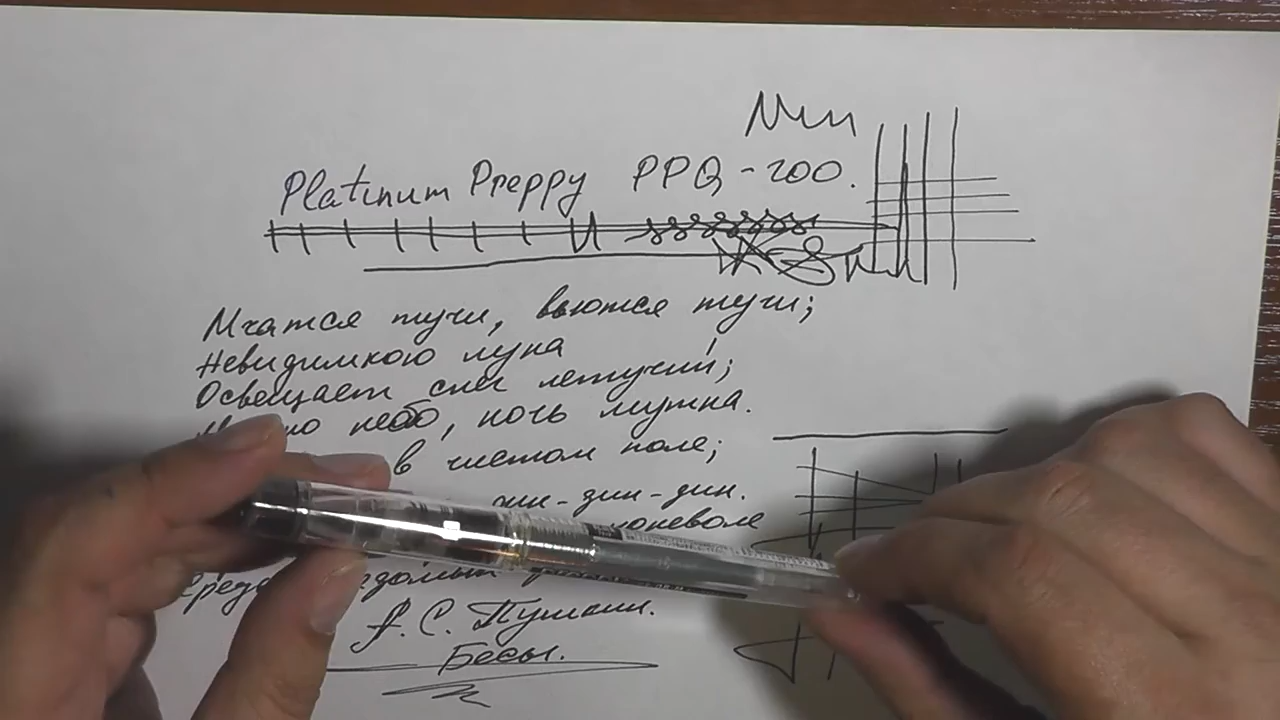 Platinum Preppy PPQ-200.
Мчатся тучи, вьются тучи;
Невидимкою луна
Освещает снег летучий;
небо, ночь мутна.
в чистом поле;
дин-дин.
поневоле
А. С. Пушкин.
Бесы.